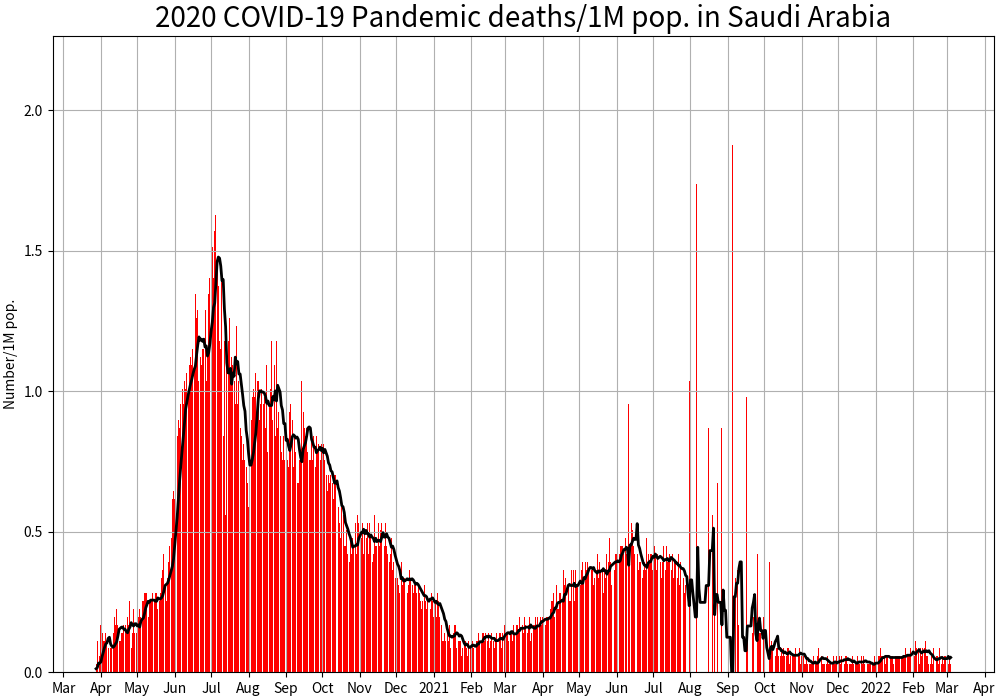 2020 COVID-19 Pandemic deaths/1M pop. in Saudi Arabia
Number/1M pop.
2.0
1.5
1.0
0.5
0.0
Mar Apr May Jun Jul Aug Sep Oct Nov Dec 2021 Feb Mar Apr May Jun Jul Aug Sep Oct Nov Dec 2022 Feb Mar Apr